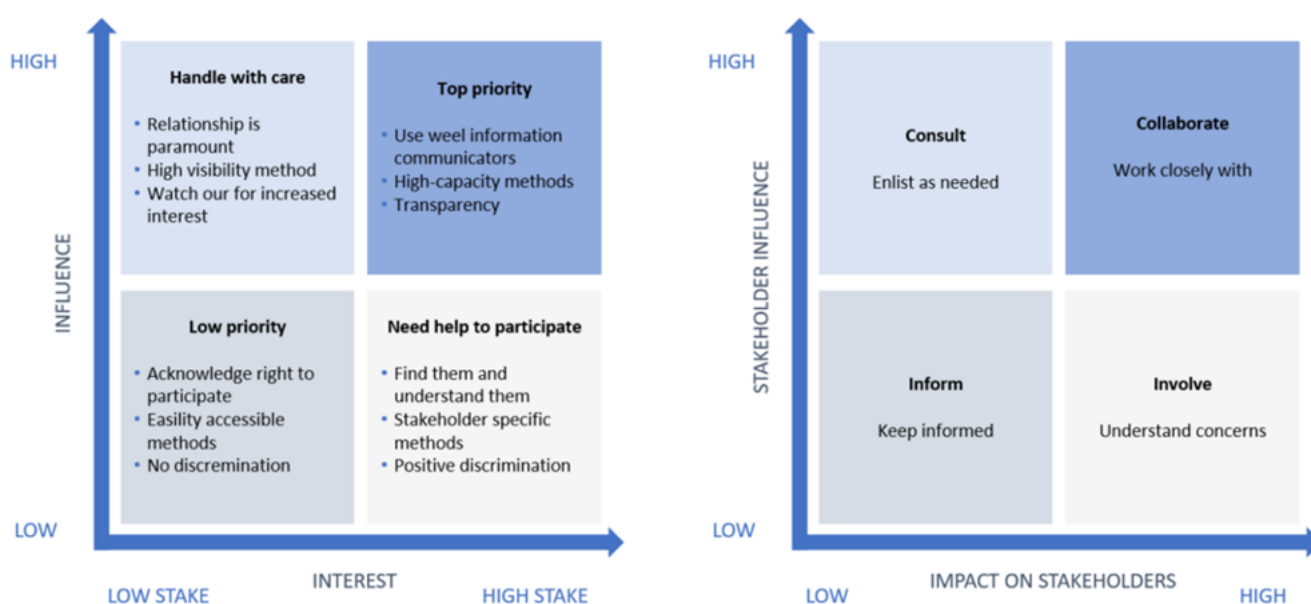 HIGH
Handle with care
• Relationship is
paramount
• High visibility method
• Watch our for increased
interest
Top priority
• Use weel information
communicators
• High-capacity methods
• Transparency
INFLUENCE
Low priority
• Acknowledge right to
participate
• Easility accessible
methods
• No discremination
Need help to participate
• Find them and
understand them
• Stakeholder specific
methods
• Positive discrimination
LOW
LOW STAKE
INTEREST
HIGH STAKE
HIGH
Consult
Enlist as needed
Collaborate
Work closely with
STAKEHOLDER INFLUENCE
Inform
Keep informed
Involve
Understand concerns
LOW
LOW
IMPACT ON STAKEHOLDERS
HIGH